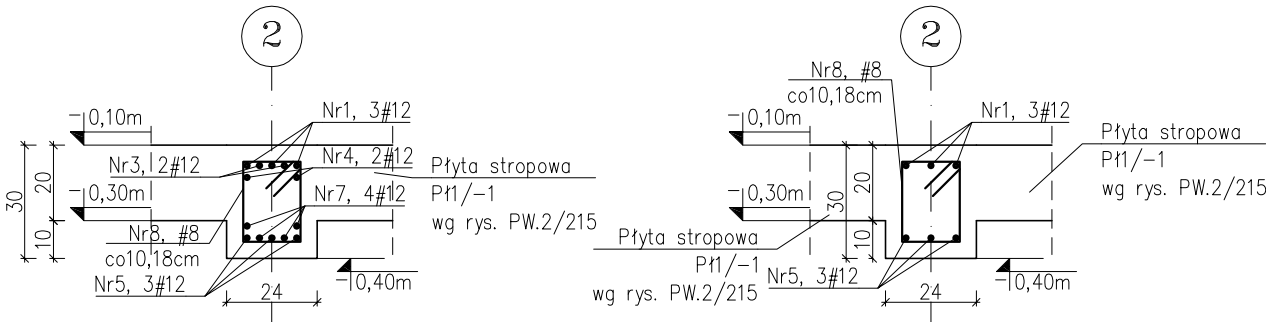 2
Nr1, 3#12
-0,10m
Nr3, 2#12
Nr4, 2#12
Płyta stropowa
Pł1/-1
wg rys. PW.2/215
-0,30m
Nr7, 4#12
30
20
10
Nr8, #8
co10,18cm
Nr5, 3#12
-0,40m
24
2
Nr8, #8
co10,18cm
Nr1, 3#12
-0,10m
Płyta stropowa
Pł1/-1
wg rys. PW.2/215
-0,30m
30
20
10
Płyta stropowa
Pł1/-1
wg rys. PW.2/215
Nr5, 3#12
-0,40m
24